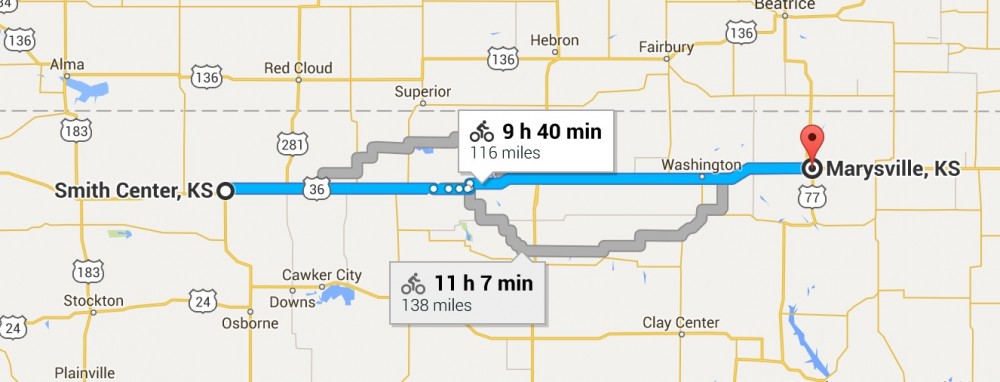 84
136
Alma
183
136
Red Cloud
Superior
281
136
Hebron
Fairbury
136
Beatrice
9 h 40 min
116 miles
Smith Center, KS
36
Washington
Marysville, KS
77
183
Stockton
24
24
Cawker City
Downs
Osborne
11 h 7 min
138 miles
Clay Center
Plainville